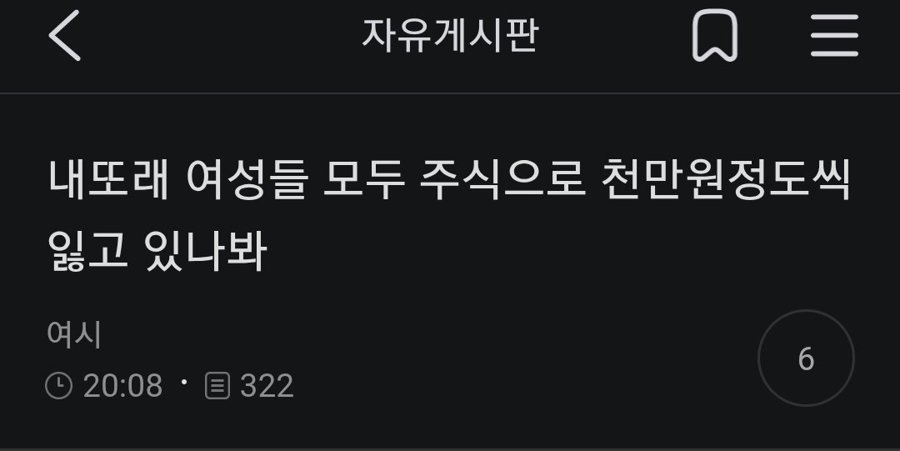 자유게시판
내또래 여성들 모두 주식으로 천만원정도씩
잃고 있나봐
여시
20:08 · 322
6